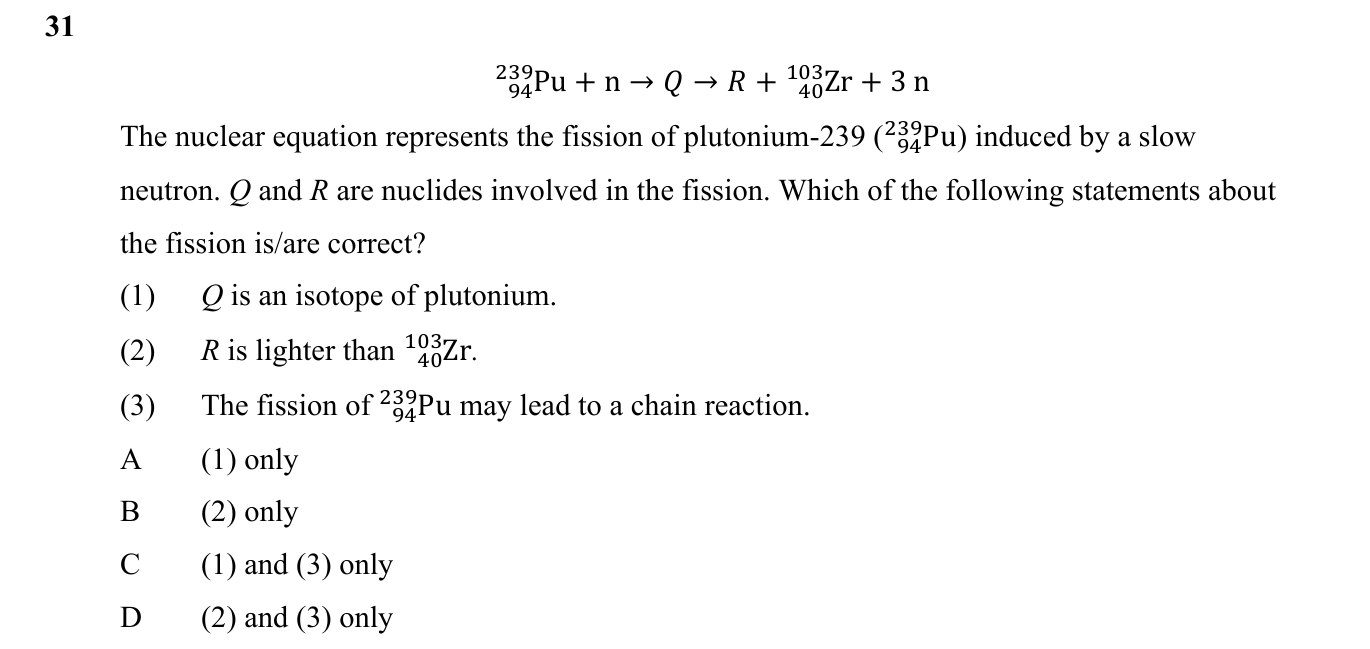 31
²³⁹₉₄Pu + n → Q → R + ¹⁰³₄₀Zr + 3 n
The nuclear equation represents the fission of plutonium-239 (²³⁹₉₄Pu) induced by a slow
neutron. Q and R are nuclides involved in the fission. Which of the following statements about
the fission is/are correct?
(1) Q is an isotope of plutonium.
(2) R is lighter than ¹⁰³₄₀Zr.
(3) The fission of ²³⁹₉₄Pu may lead to a chain reaction.
A (1) only
B (2) only
C (1) and (3) only
D (2) and (3) only